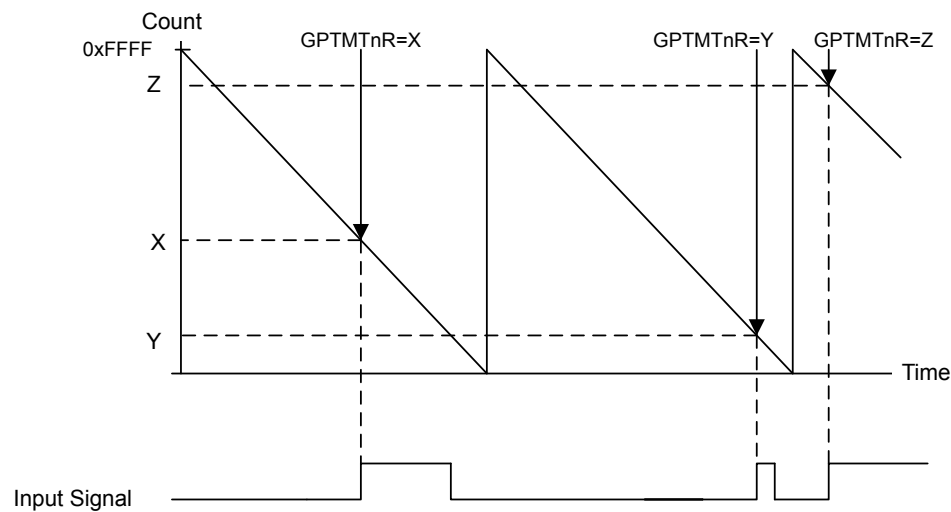 Count
0xFFFF
GPTMTnR=X
GPTMTnR=Y
GPTMTnR=Z
Z
X
Y
Time
Input Signal